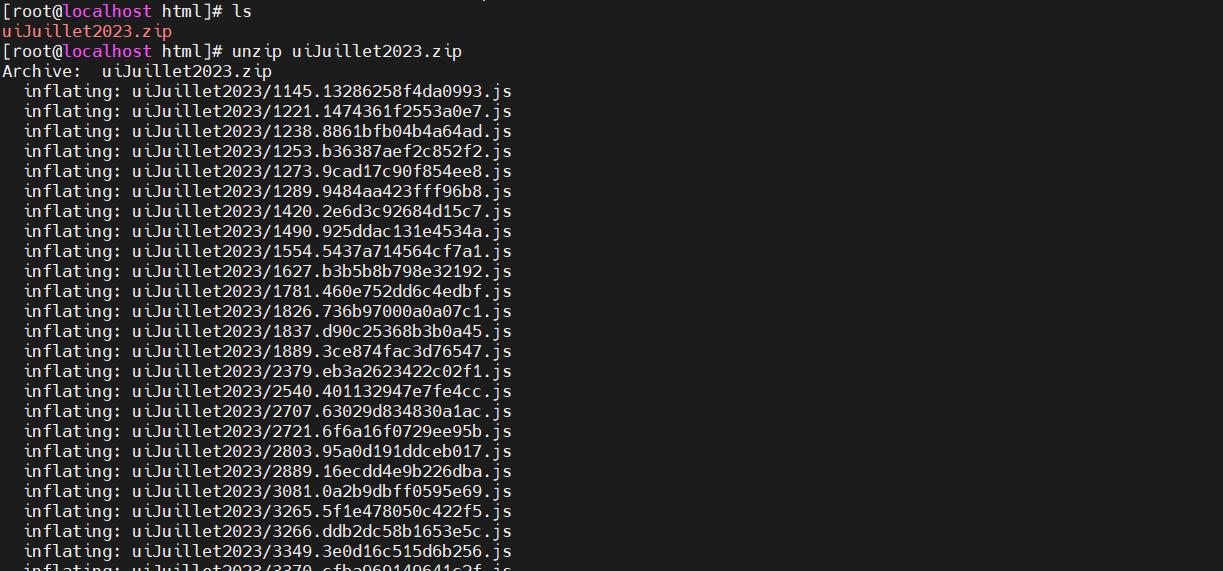 [root@localhost html]# ls
uiJuillet2023.zip
[root@localhost html]# unzip uiJuillet2023.zip
Archive:  uiJuillet2023.zip
  inflating: uiJuillet2023/1145.13286258f4da0993.js
  inflating: uiJuillet2023/1221.1474361f2553a0e7.js
  inflating: uiJuillet2023/1238.8861bfb04b4a64ad.js
  inflating: uiJuillet2023/1253.b36387aef2c852f2.js
  inflating: uiJuillet2023/1273.9cad17c90f854ee8.js
  inflating: uiJuillet2023/1289.9484aa423fff96b8.js
  inflating: uiJuillet2023/1420.2e6d3c92684d15c7.js
  inflating: uiJuillet2023/1490.925ddac131e4534a.js
  inflating: uiJuillet2023/1554.5437a714564cf7a1.js
  inflating: uiJuillet2023/1627.b3b5b8b798e32192.js
  inflating: uiJuillet2023/1781.460e752dd6c4edbf.js
  inflating: uiJuillet2023/1826.736b97000a0a07c1.js
  inflating: uiJuillet2023/1837.d90c25368b3b0a45.js
  inflating: uiJuillet2023/1889.3ce874fac3d76547.js
  inflating: uiJuillet2023/2379.eb3a2623422c02f1.js
  inflating: uiJuillet2023/2540.401132947e7fe4cc.js
  inflating: uiJuillet2023/2707.63029d834830a1ac.js
  inflating: uiJuillet2023/2721.6f6a16f0729ee95b.js
  inflating: uiJuillet2023/2803.95a0d191ddceb017.js
  inflating: uiJuillet2023/2889.16ecdd4e9b226dba.js
  inflating: uiJuillet2023/3081.0a2b9dbff0595e69.js
  inflating: uiJuillet2023/3265.5f1e478050c422f5.js
  inflating: uiJuillet2023/3266.ddb2dc58b1653e5c.js
  inflating: uiJuillet2023/3349.3e0d16c515d6b256.js
  inflating: